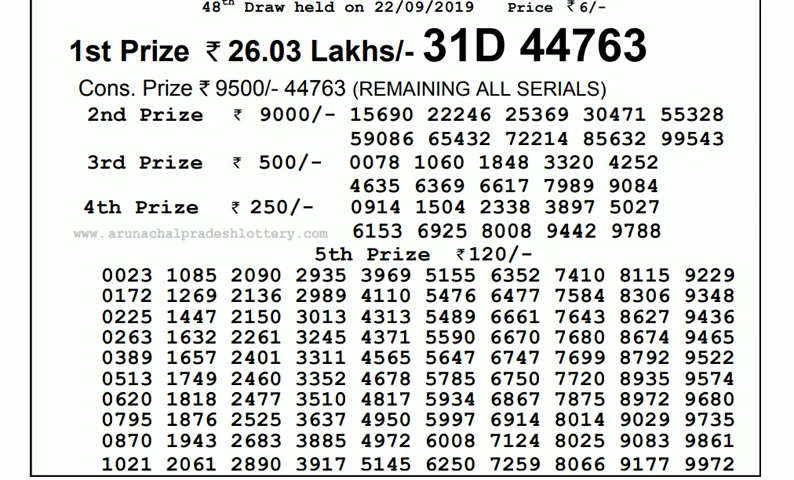 48th Draw held on 22/09/2019 Price ₹6/-
1st Prize ₹ 26.03 Lakhs/- 31D 44763
Cons. Prize ₹ 9500/- 44763 (REMAINING ALL SERIALS)
2nd Prize ₹ 9000/- 15690 22246 25369 30471 55328
59086 65432 72214 85632 99543
3rd Prize ₹ 500/- 0078 1060 1848 3320 4252
4635 6369 6617 7989 9084
4th Prize ₹ 250/- 0914 1504 2338 3897 5027
www.arunachalpradeshlottery.com 6153 6925 8008 9442 9788
5th Prize ₹120/-
0023 1085 2090 2935 3969 5155 6352 7410 8115 9229
0172 1269 2136 2989 4110 5476 6477 7584 8306 9348
0225 1447 2150 3013 4313 5489 6661 7643 8627 9436
0263 1632 2261 3245 4371 5590 6670 7680 8674 9465
0389 1657 2401 3311 4565 5647 6747 7699 8792 9522
0513 1749 2460 3352 4678 5785 6750 7720 8935 9574
0620 1818 2477 3510 4817 5934 6867 7875 8972 9680
0795 1876 2525 3637 4950 5997 6914 8014 9029 9735
0870 1943 2683 3885 4972 6008 7124 8025 9083 9861
1021 2061 2890 3917 5145 6250 7259 8066 9177 9972